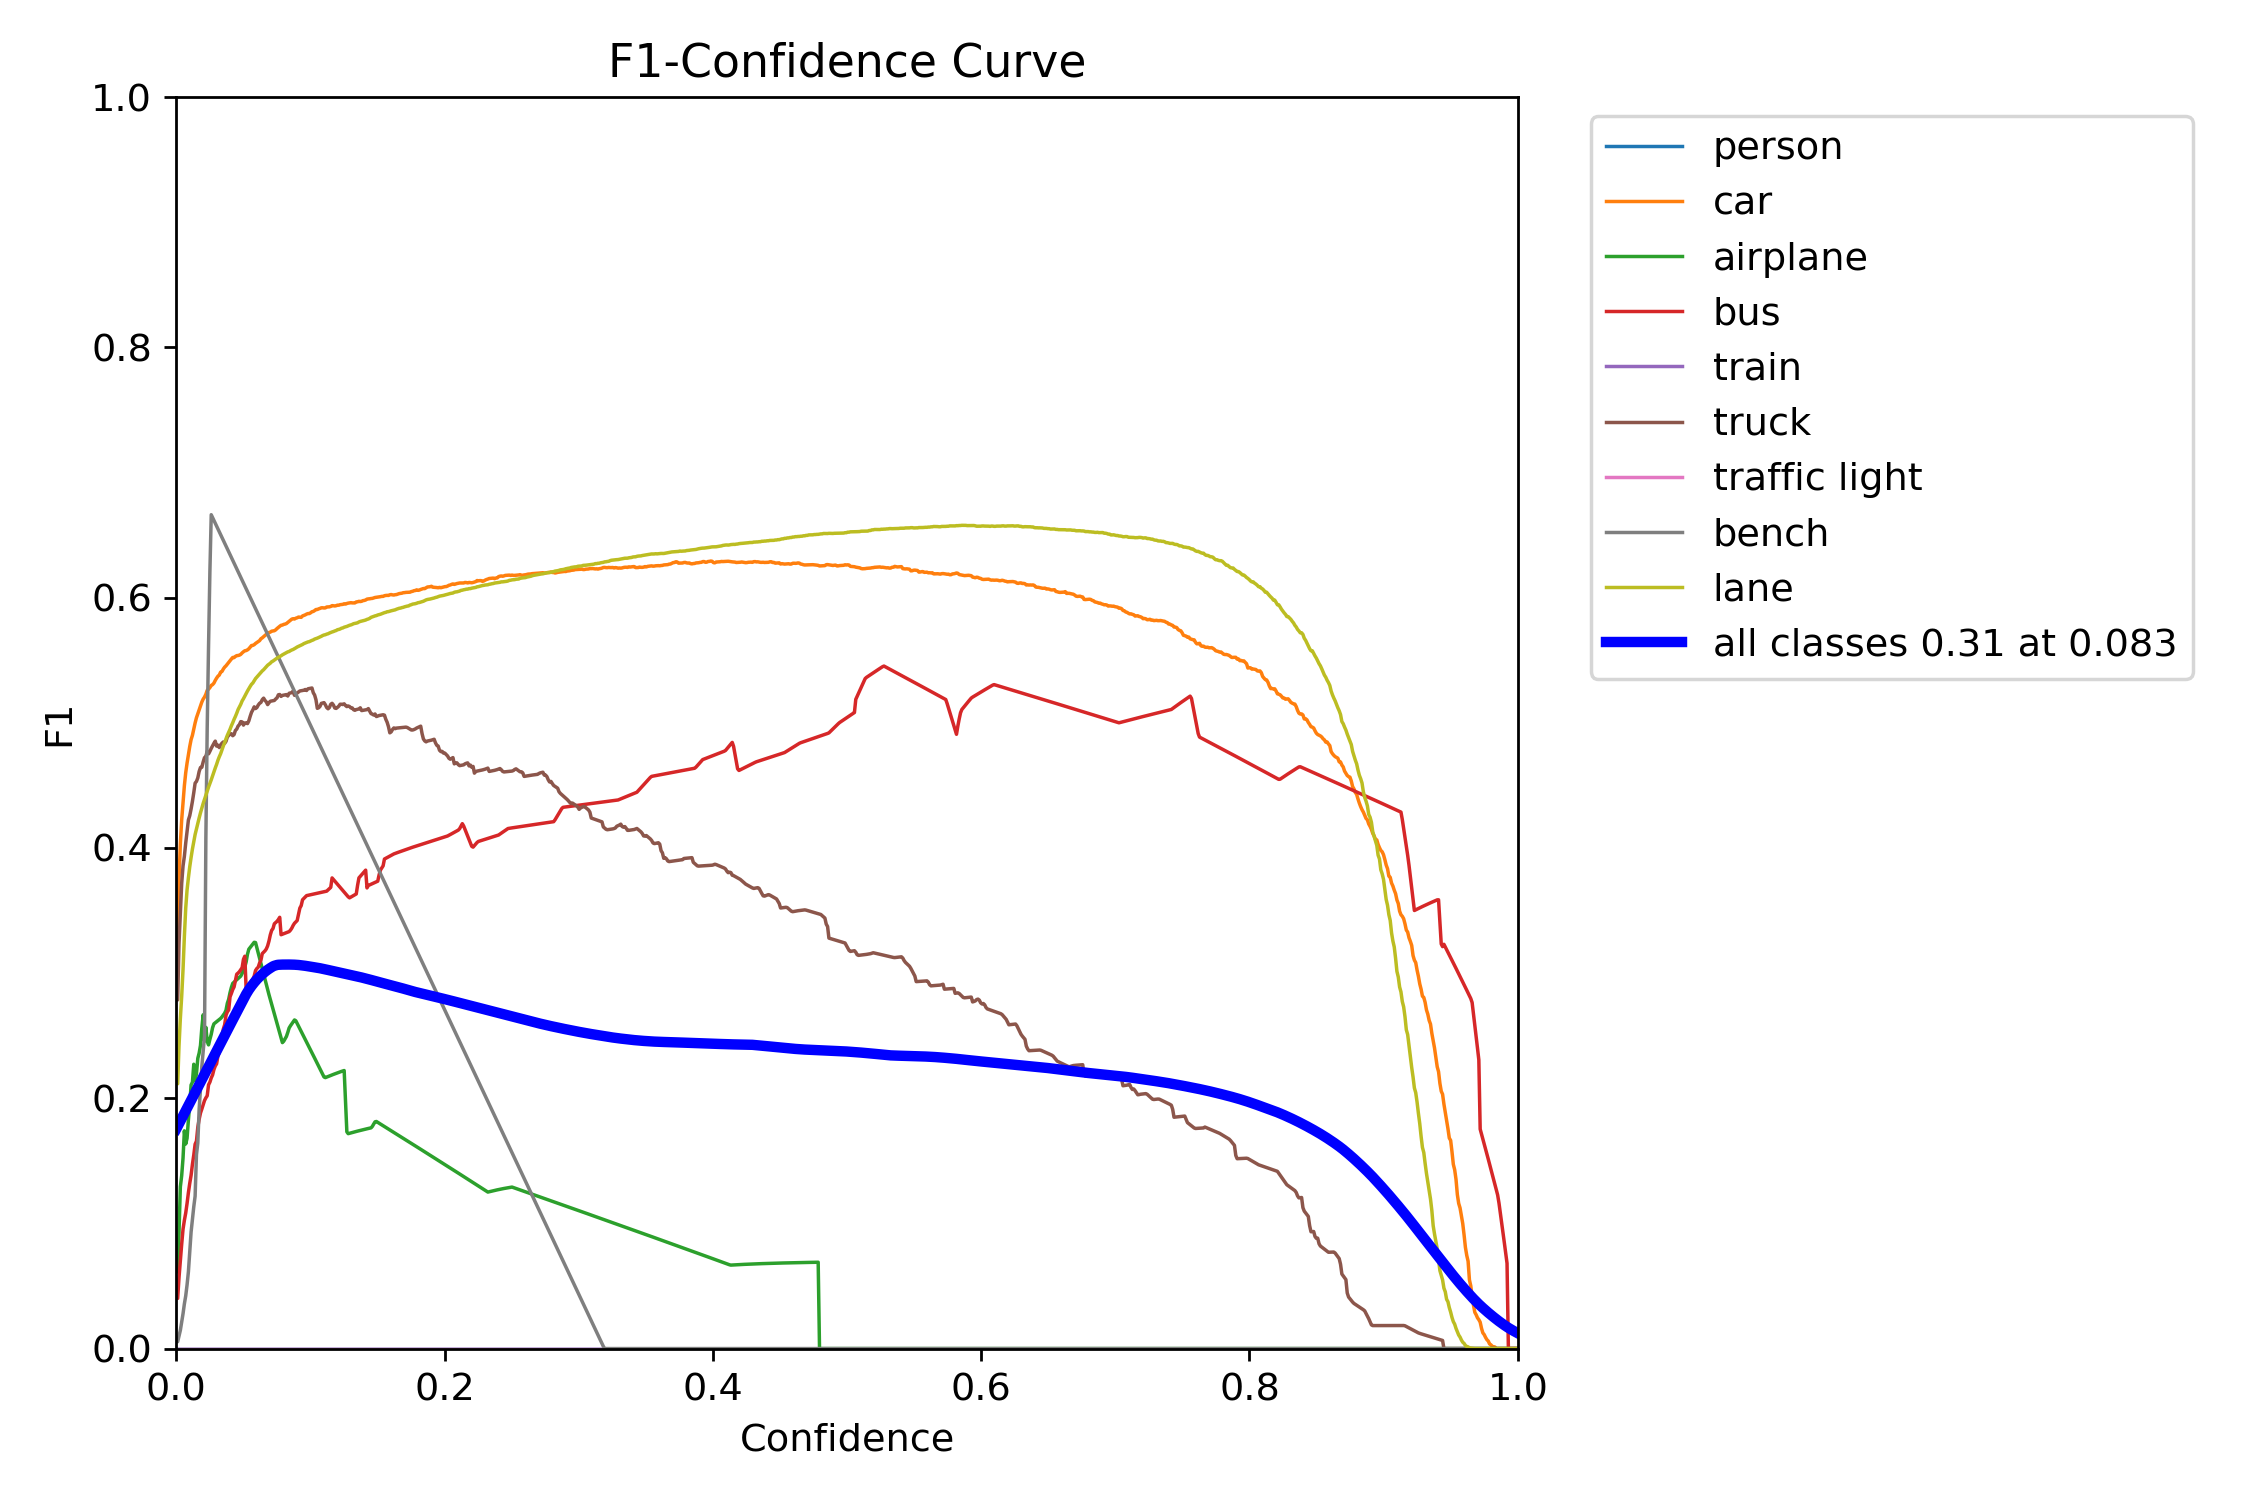 F1-Confidence Curve
1.0
0.8
0.6
0.4
0.2
0.0
F1
0.0 0.2 0.4 0.6 0.8 1.0
Confidence
person
car
airplane
bus
train
truck
traffic light
bench
lane
all classes 0.31 at 0.083